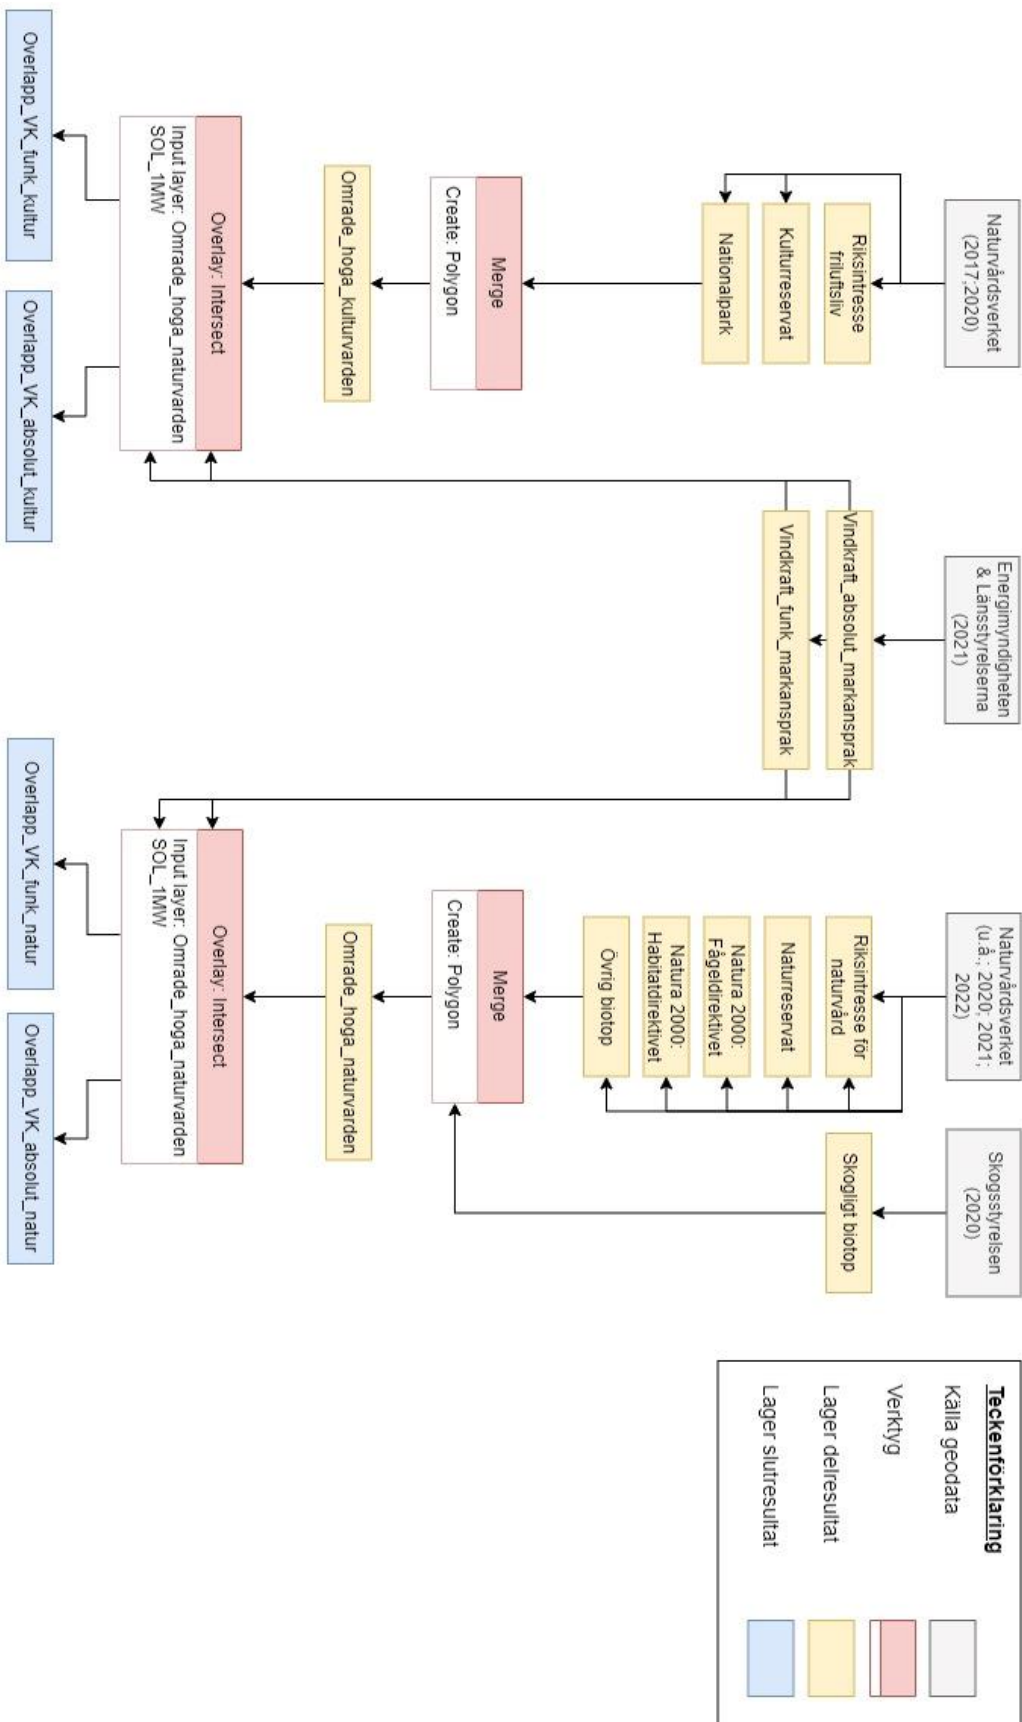 Naturvårdsverket
(2017;2020)
Energimyndigheten
& Länsstyrelserna
(2021)
Naturvårdsverket
(u.å.; 2020; 2021;
2022)
Skogsstyrelsen
(2020)
Riksintresse
friluftsliv
Kulturreservat
Nationalpark
Vindkraft_absolut_markansprak
Vindkraft_funk_markansprak
Riksintresse för
naturvård
Naturreservat
Natura 2000:
Fågeldirektivet
Natura 2000:
Habitatdirektivet
Övrig biotop
Skogligt biotop
Merge
Create: Polygon
Merge
Create: Polygon
Omrade_hoga_kulturvarden
Omrade_hoga_naturvarden
Overlay: Intersect
Input layer: Omrade_hoga_naturvarden
SOL_1MW
Overlay: Intersect
Input layer: Omrade_hoga_naturvarden
SOL_1MW
Overlapp_VK_funk_kultur
Overlapp_VK_absolut_kultur
Overlapp_VK_funk_natur
Overlapp_VK_absolut_natur
Teckenförklaring
Källa geodata
Verktyg
Lager delresultat
Lager slutresultat